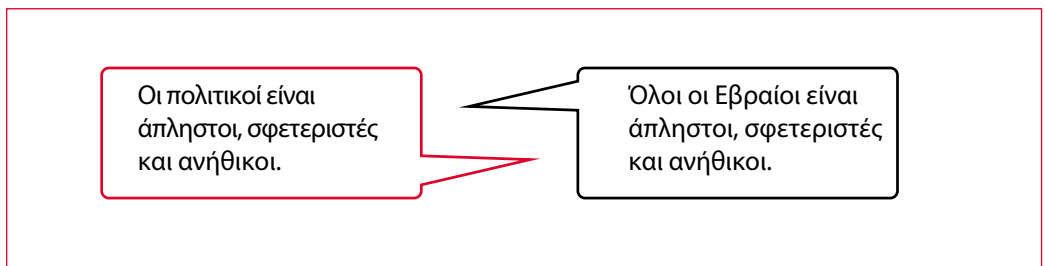 Οι πολιτικοί είναι
άπληστοι, σφετεριστές
και ανήθικοι.
Όλοι οι Εβραίοι είναι
άπληστοι, σφετεριστές
και ανήθικοι.